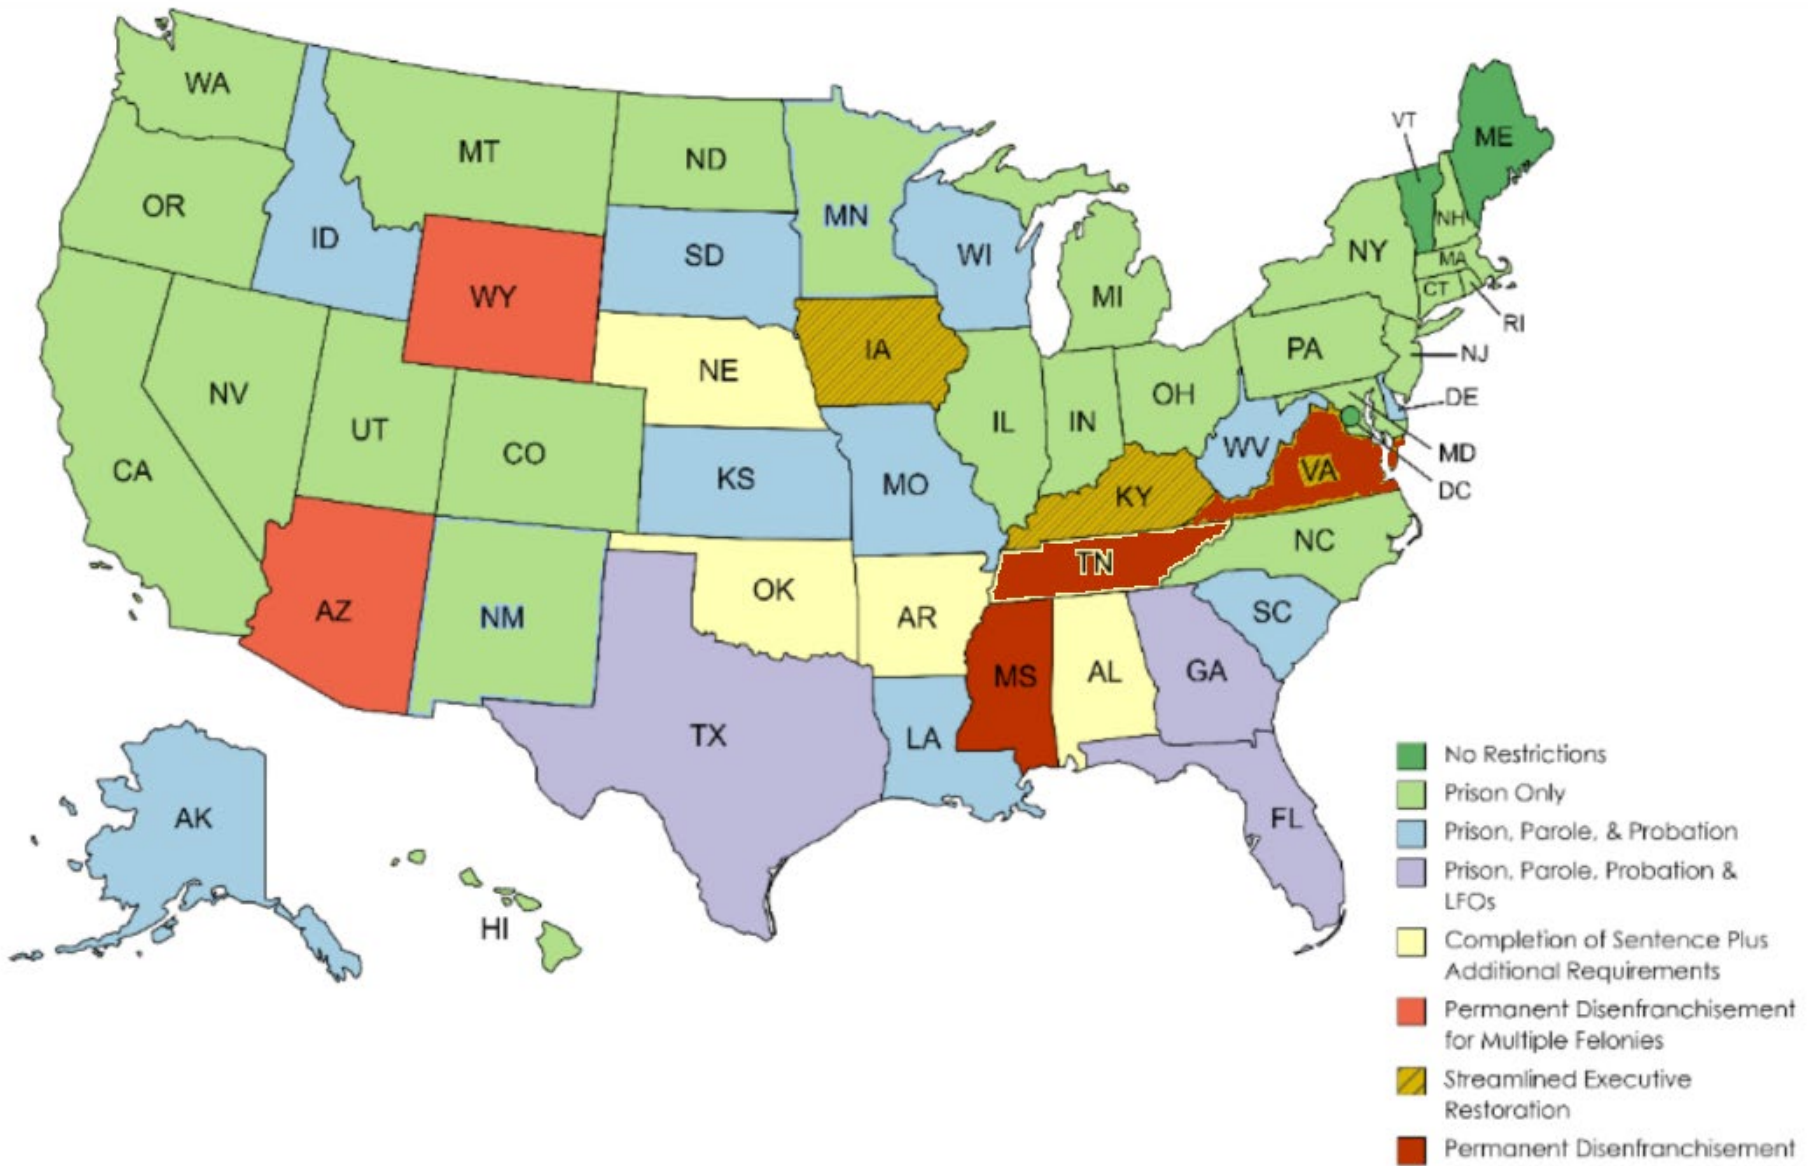 WA
MT
ND
MN
OR
ID
SD
WI
WY
MI
VT
ME
NH
NY
MA
CT
RI
CA
NV
UT
CO
NE
IA
IL
IN
OH
PA
NJ
DE
MD
DC
KS
MO
KY
WV
VA
AZ
NM
OK
AR
TN
NC
TX
LA
MS
AL
GA
SC
FL
AK
HI
No Restrictions
Prison Only
Prison, Parole, & Probation
Prison, Parole, Probation &
LFOs
Completion of Sentence Plus
Additional Requirements
Permanent Disenfranchisement
for Multiple Felonies
Streamlined Executive
Restoration
Permanent Disenfranchisement